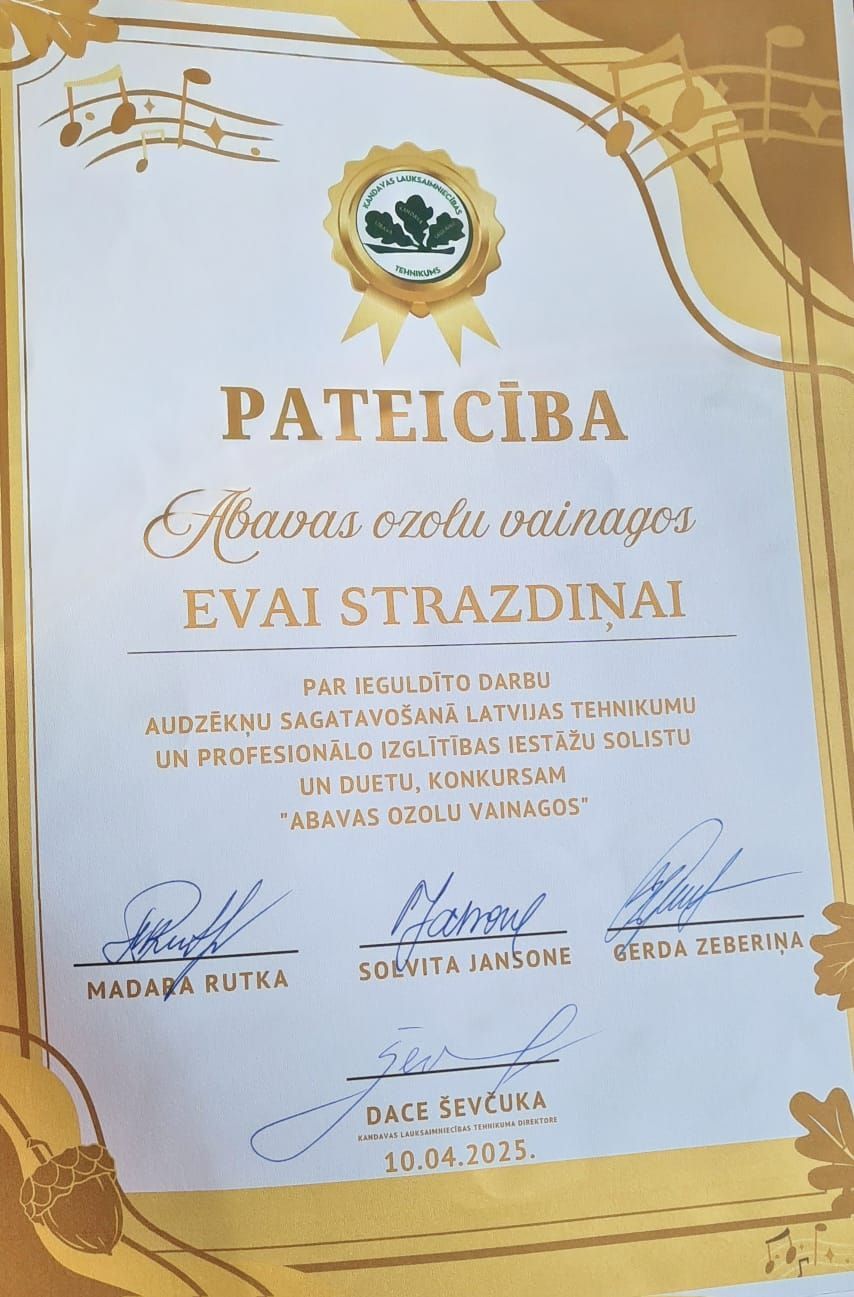 KANDAVAS LAUKSAIMNIECĪBAS
KANDAVA
TEHNIKUMS
PATEICĪBA
Abavas ozolu vainagos
EVAI STRAZDIŅAI
PAR IEGULDĪTO DARBU
AUDZĒKŅU SAGATAVOŠANĀ LATVIJAS TEHNIKUMU
UN PROFESIONĀLO IZGLĪTĪBAS IESTĀŽU SOLISTU
UN DUETU, KONKURSAM
"ABAVAS OZOLU VAINAGOS"
MADARA RUTKA
Jansone
SOLVITA JANSONE
GERDA ZEBERIŅA
DACE ŠEVČUKA
KANDAVAS LAUKSAIMNIECĪBAS TEHNIKUMA DIREKTORE
10.04.2025.